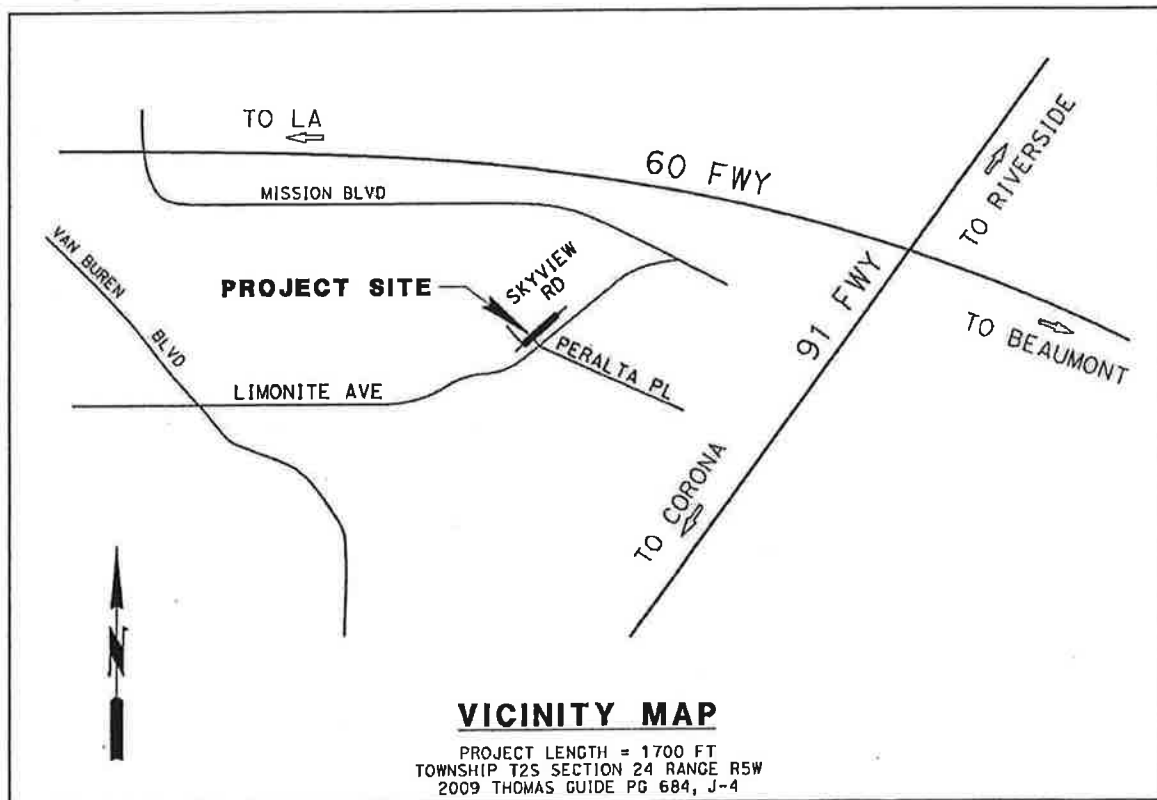 TO LA
60 FWY
MISSION BLVD
TO RIVERSIDE
VAN BUREN
BLVD
SKYVIEW
RD
PROJECT SITE
91 FWY
TO BEAUMONT
PERALTA PL
LIMONITE AVE
TO CORONA
N
VICINITY MAP
PROJECT LENGTH = 1700 FT
TOWNSHIP T2S SECTION 24 RANGE R5W
2009 THOMAS GUIDE PG 684, J-4